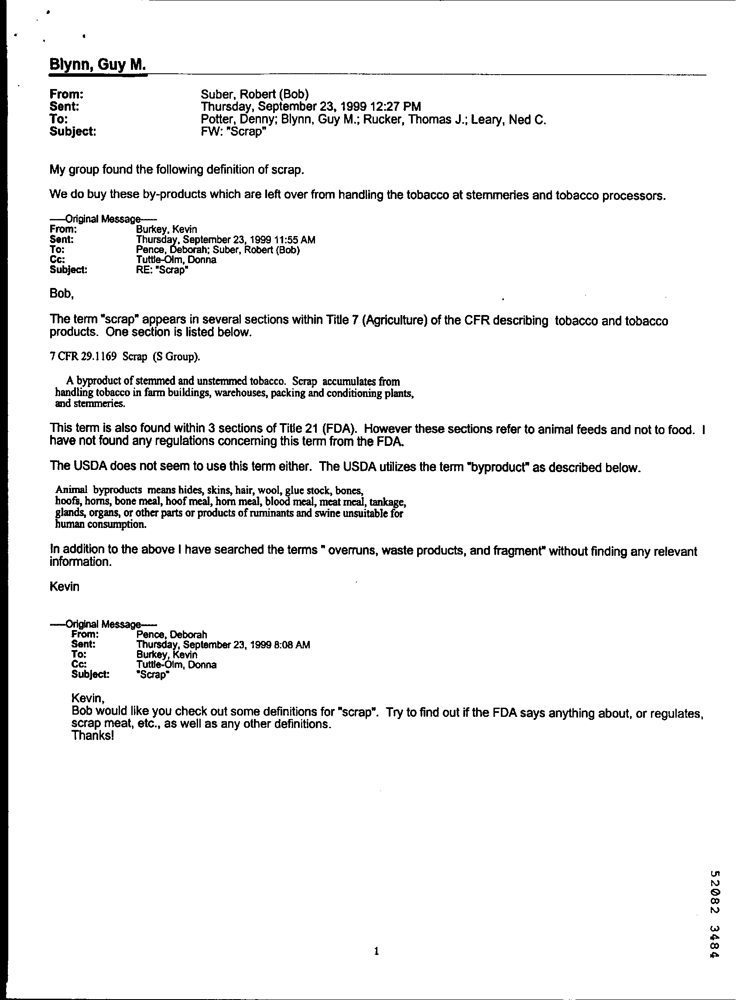 Blynn, Guy M.
From: Suber, Robert (Bob)
Sent: Thursday, September 23, 1999 12:27 PM
To: Potter, Denny; Blynn, Guy M.; Rucker, Thomas J.; Leary, Ned C.
Subject: FW: "Scrap"
My group found the following definition of scrap.
We do buy these by-products which are left over from handling the tobacco at stemmeries and tobacco processors.
-----Original Message-----
From: Burkey, Kevin
Sent: Thursday, September 23, 1999 11:55 AM
To: Pence, Deborah; Suber, Robert (Bob)
Cc: Tuttle-Olm, Donna
Subject: RE: "Scrap"
Bob,
The term "scrap" appears in several sections within Title 7 (Agriculture) of the CFR describing tobacco and tobacco
products. One section is listed below.
7 CFR 29.1169 Scrap (S Group).
A byproduct of stemmed and unstemmed tobacco. Scrap accumulates from
handling tobacco in farm buildings, warehouses, packing and conditioning plants,
and stemmeries.
This term is also found within 3 sections of Title 21 (FDA). However these sections refer to animal feeds and not to food. I
have not found any regulations concerning this term from the FDA.
The USDA does not seem to use this term either. The USDA utilizes the term "byproduct" as described below.
Animal byproducts means hides, skins, hair, wool, glue stock, bones,
hoofs, horns, bone meal, hoof meal, horn meal, blood meal, meat meal, tankage,
glands, organs, or other parts or products of ruminants and swine unsuitable for
human consumption.
In addition to the above I have searched the terms " overruns, waste products, and fragment" without finding any relevant
information.
Kevin
-----Original Message-----
From: Pence, Deborah
Sent: Thursday, September 23, 1999 8:08 AM
To: Burkey, Kevin
Cc: Tuttle-Olm, Donna
Subject: "Scrap"
Kevin,
Bob would like you check out some definitions for "scrap". Try to find out if the FDA says anything about, or regulates,
scrap meat, etc., as well as any other definitions.
Thanks!
1
52082 3484